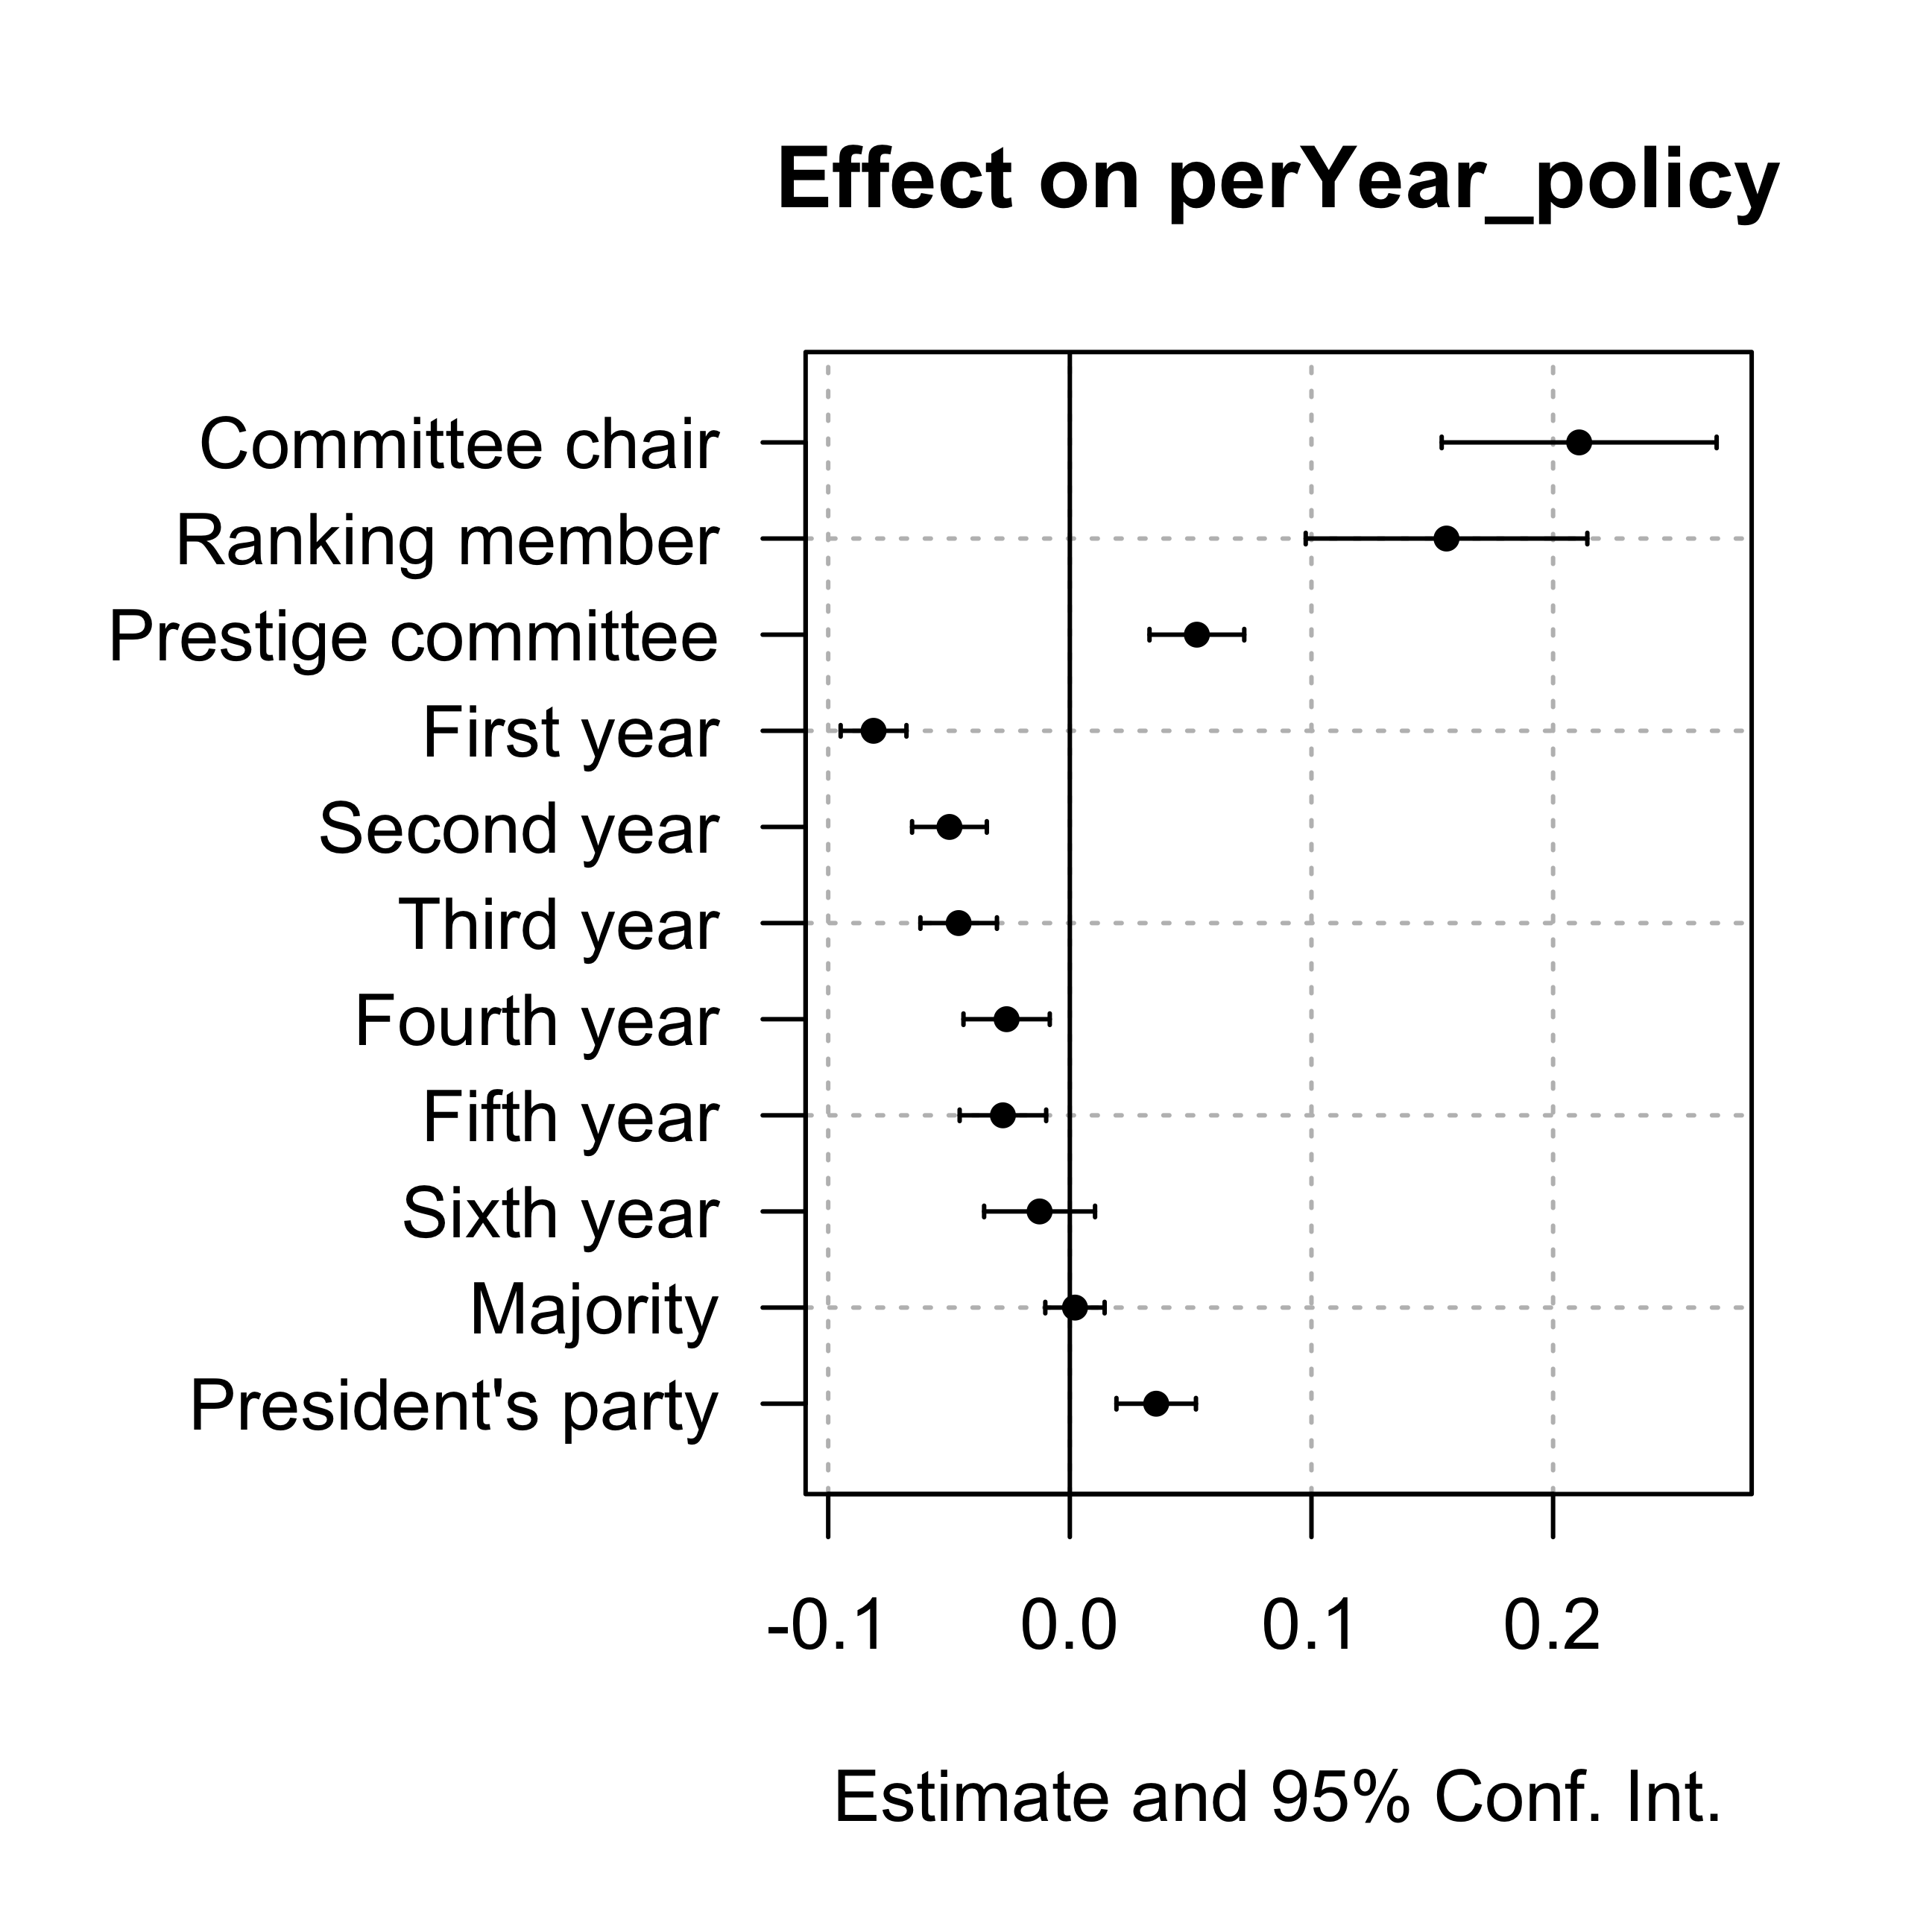 Effect on perYear_policy
Committee chair
Ranking member
Prestige committee
First year
Second year
Third year
Fourth year
Fifth year
Sixth year
Majority
President's party
-0.1 0.0 0.1 0.2
Estimate and 95% Conf. Int.